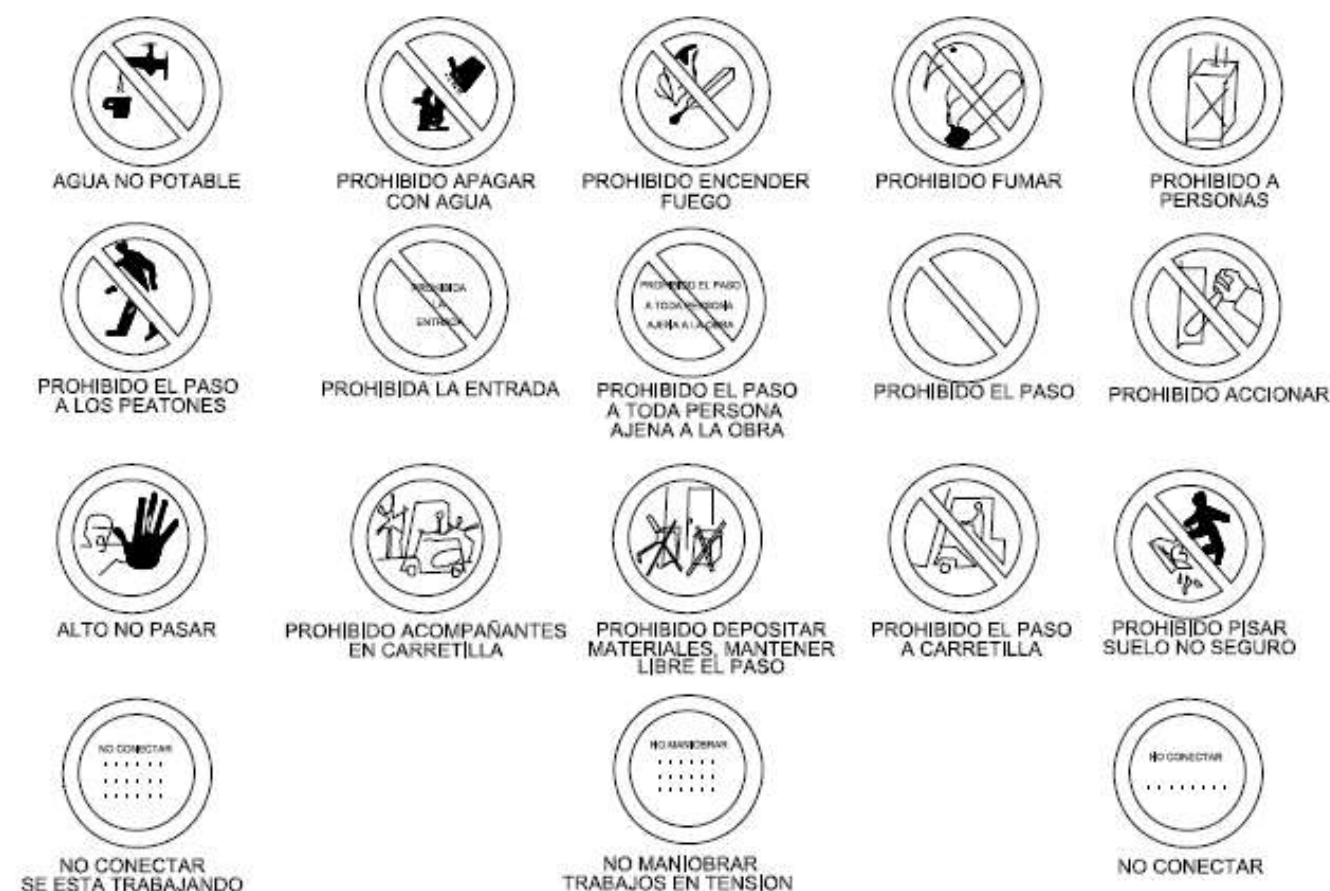 AGUA NO POTABLE
PROHIBIDO APAGAR
CON AGUA
PROHIBIDO ENCENDER
FUEGO
PROHIBIDO FUMAR
PROHIBIDO A
PERSONAS
PROHIBIDO EL PASO
A LOS PEATONES
PROHIBIDA
LA
ENTRADA
PROHIBIDA LA ENTRADA
PROHIBIDO EL PASO
A TODA PERSONA
AJENA A LA OBRA
PROHIBIDO EL PASO
A TODA PERSONA
AJENA A LA OBRA
PROHIBIDO EL PASO
PROHIBIDO ACCIONAR
ALTO NO PASAR
PROHIBIDO ACOMPAÑANTES
EN CARRETILLA
PROHIBIDO DEPOSITAR
MATERIALES, MANTENER
LIBRE EL PASO
PROHIBIDO EL PASO
A CARRETILLA
PROHIBIDO PISAR
SUELO NO SEGURO
NO CONECTAR
NO CONECTAR
SE ESTA TRABAJANDO
NO MANIOBRAR
NO MANIOBRAR
TRABAJOS EN TENSION
NO CONECTAR
NO CONECTAR